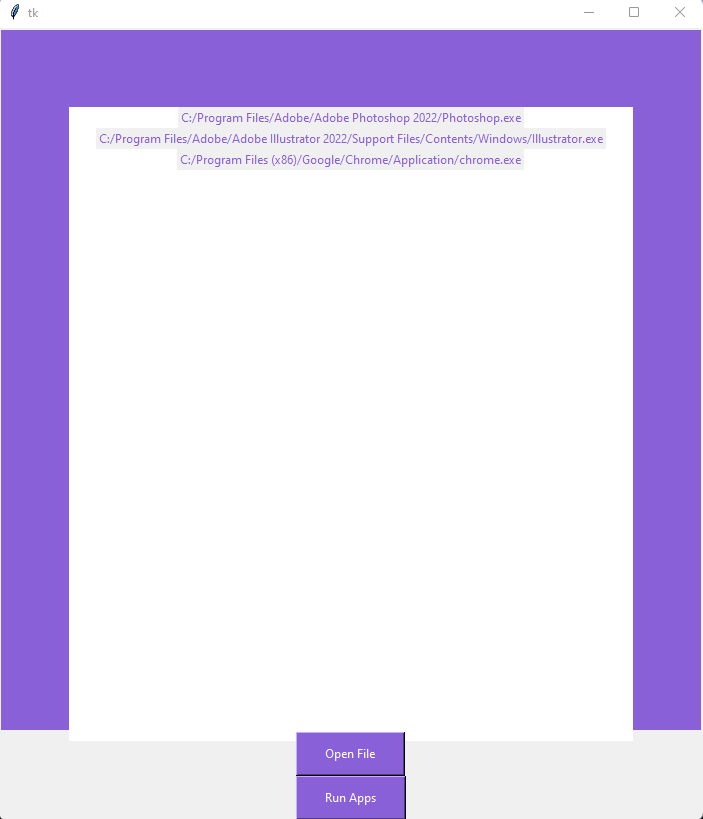 tk
C:/Program Files/Adobe/Adobe Photoshop 2022/Photoshop.exe
C:/Program Files/Adobe/Adobe Illustrator 2022/Support Files/Contents/Windows/Illustrator.exe
C:/Program Files (x86)/Google/Chrome/Application/chrome.exe
Open File
Run Apps